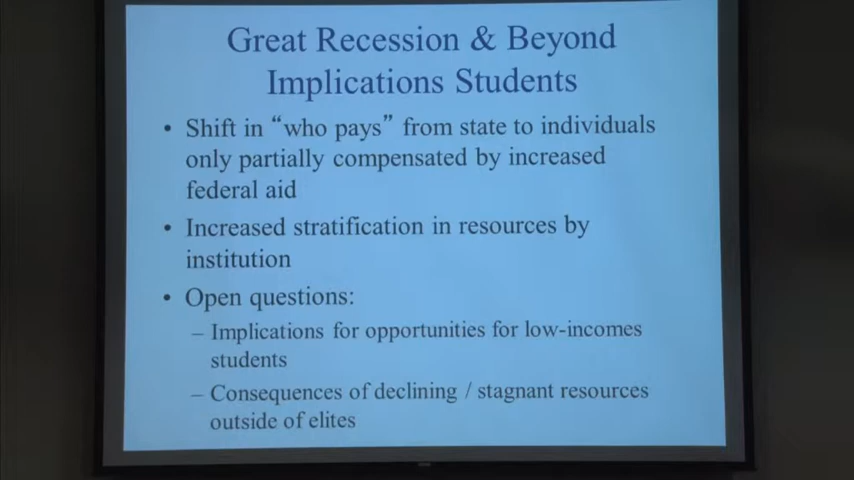 Great Recession & Beyond
Implications Students
• Shift in “who pays” from state to individuals
only partially compensated by increased
federal aid
• Increased stratification in resources by
institution
• Open questions:
– Implications for opportunities for low-incomes
students
– Consequences of declining / stagnant resources
outside of elites